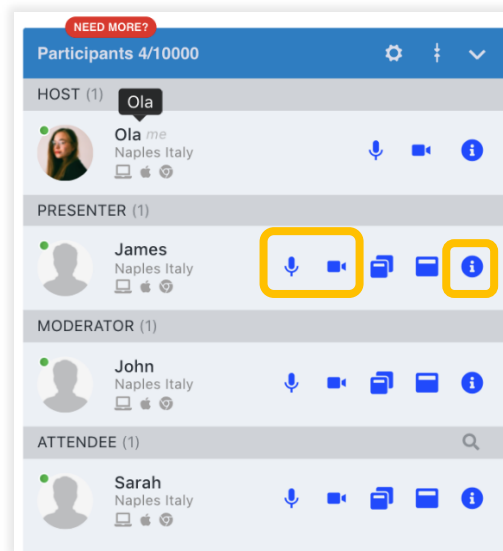 NEED MORE?
Participants 4/10000
HOST (1)
Ola
Ola me
Naples Italy
PRESENTER (1)
James
Naples Italy
MODERATOR (1)
John
Naples Italy
ATTENDEE (1)
Sarah
Naples Italy